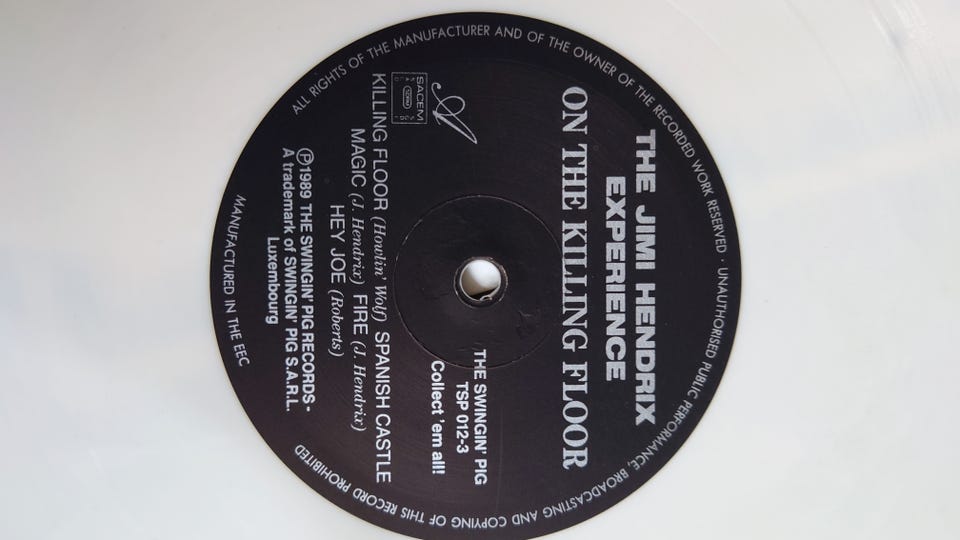 THE JIMI HENDRIX
EXPERIENCE
ON THE KILLING FLOOR
THE SWINGIN' PIG
TSP 012-3
Collect 'em all!
A
SACEM
KILLING FLOOR (Howlin' Wolf) SPANISH CASTLE
MAGIC (J. Hendrix) FIRE (J. Hendrix)
HEY JOE (Roberts)
℗1989 THE SWINGIN' PIG RECORDS -
A trademark of SWINGIN' PIG S.A.R.L.
Luxembourg
ALL RIGHTS OF THE MANUFACTURER AND OF THE OWNER OF THE RECORDED WORK RESERVED · UNAUTHORISED PUBLIC PERFORMANCE, BROADCASTING AND COPYING OF THIS RECORD PROHIBITED
MANUFACTURED IN THE EEC